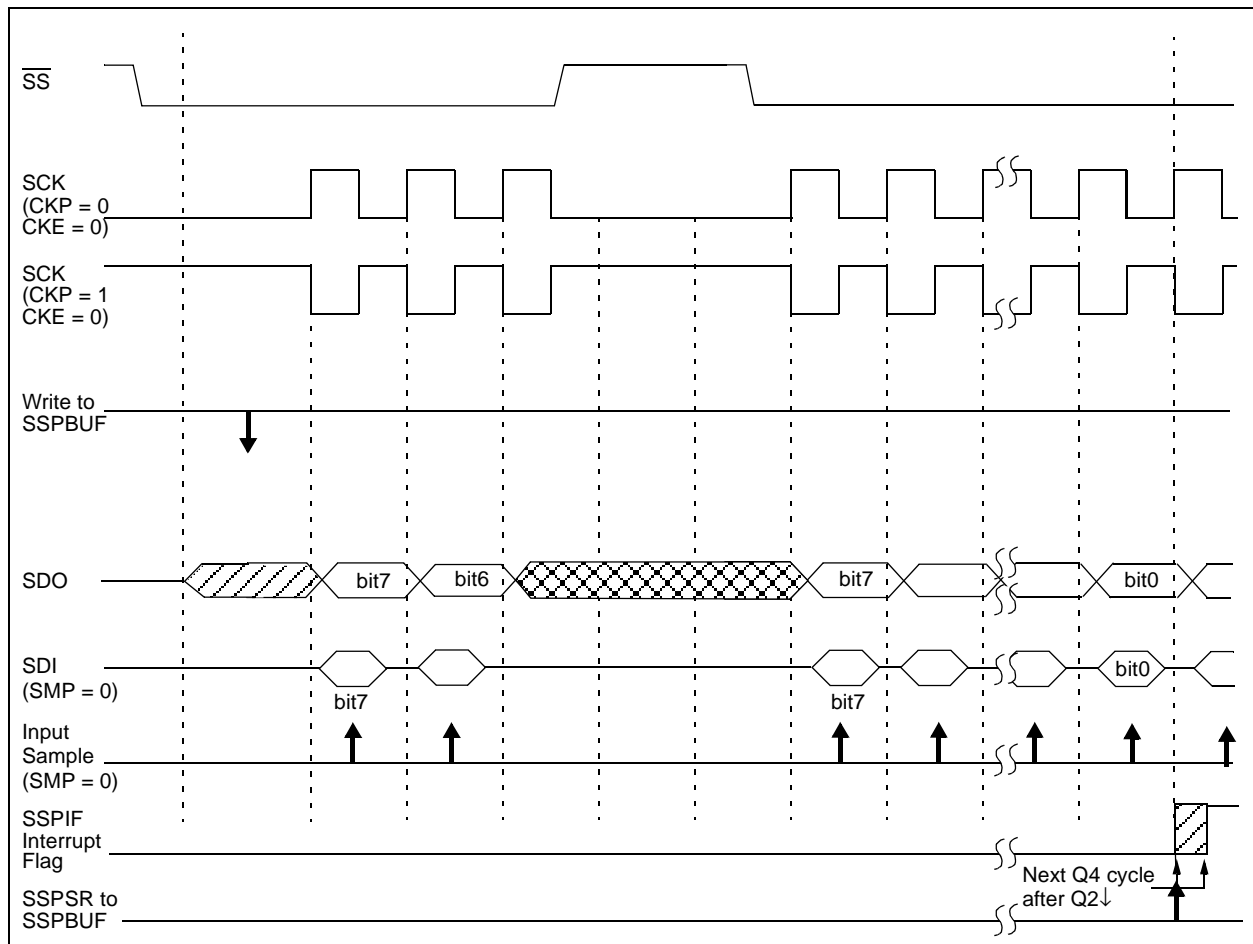 SS
SCK
(CKP = 0
CKE = 0)
SCK
(CKP = 1
CKE = 0)
Write to
SSPBUF
SDO
bit7
bit6
bit7
bit0
SDI
(SMP = 0)
bit7
bit7
bit0
Input
Sample
(SMP = 0)
SSPIF
Interrupt
Flag
Next Q4 cycle
after Q2↓
SSPSR to
SSPBUF